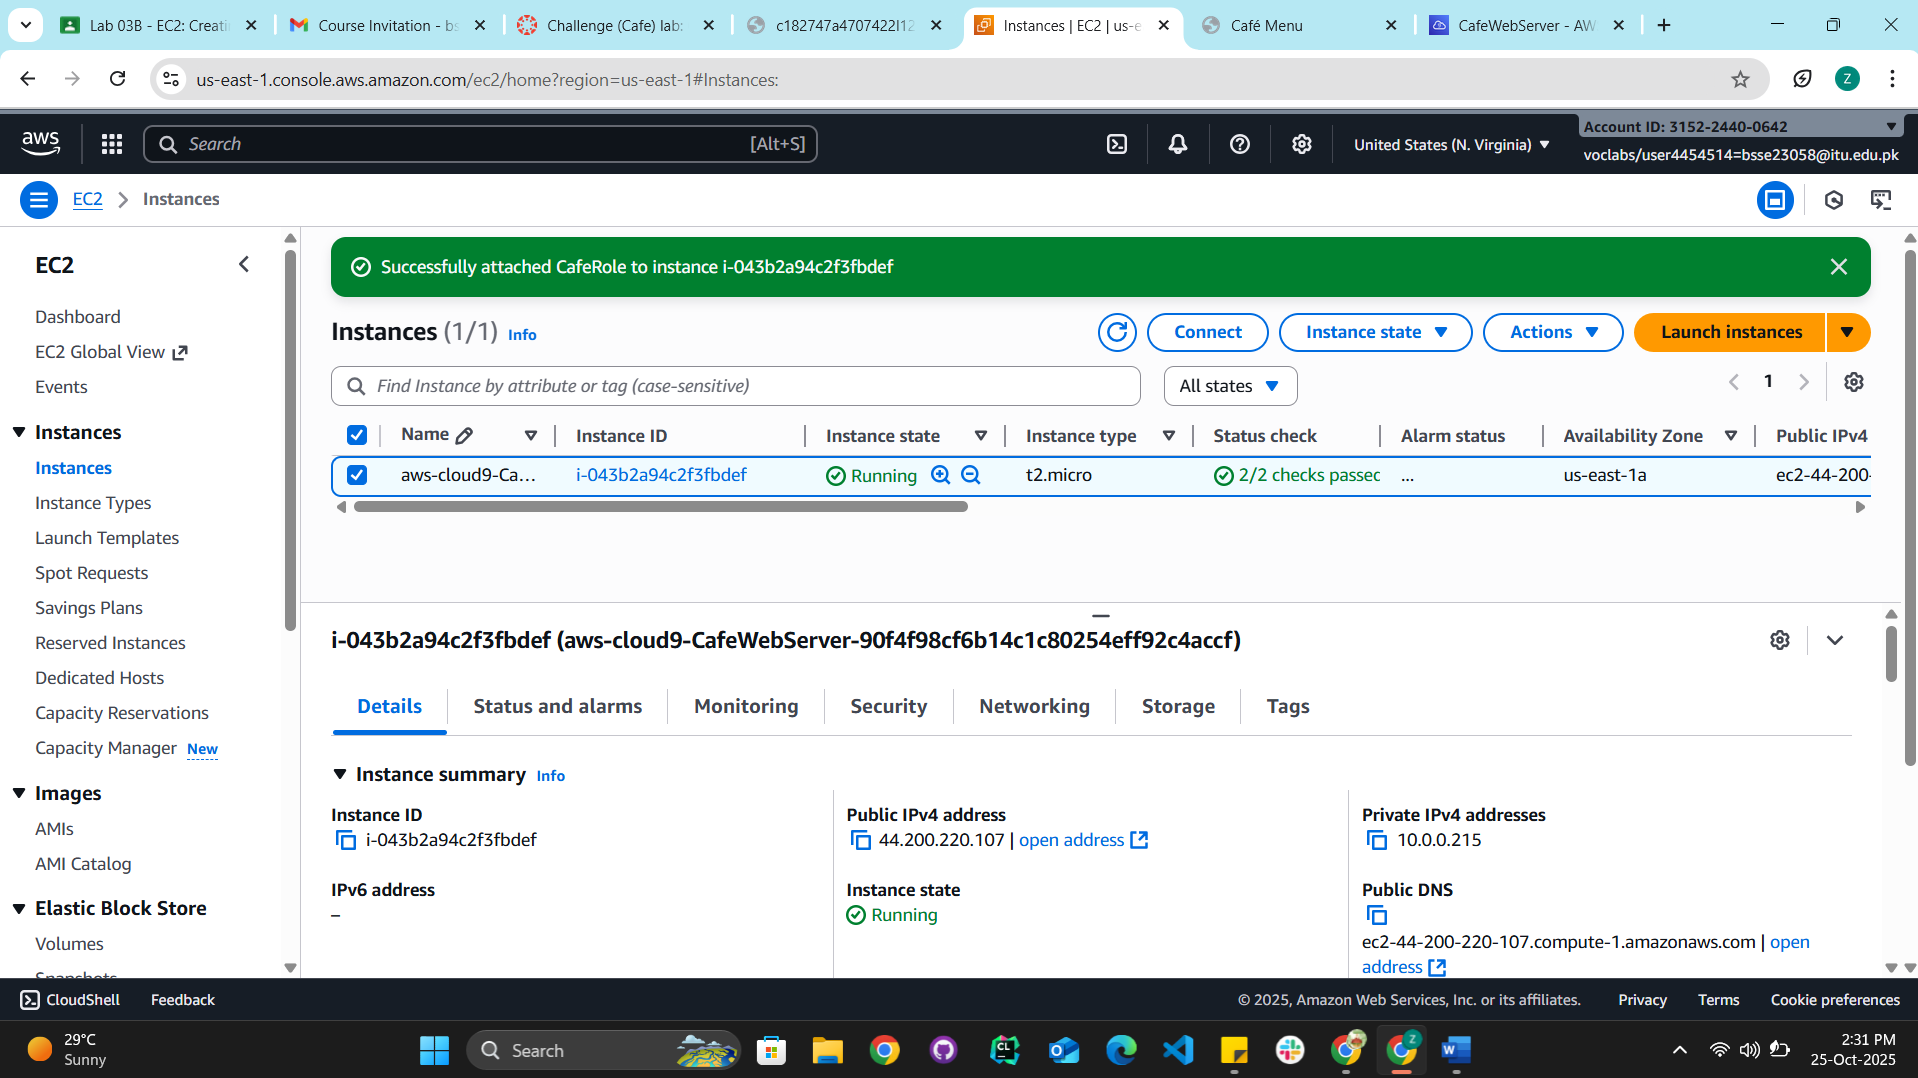 Lab 03B - EC2: Creati
Course Invitation - bs
Challenge (Cafe) lab:
c182747a4707422l12
Instances | EC2 | us-e
Café Menu
CafeWebServer - AW
us-east-1.console.aws.amazon.com/ec2/home?region=us-east-1#Instances:
Z
aws
Search
[Alt+S]
United States (N. Virginia)
Account ID: 3152-2440-0642
voclabs/user4454514=bsse23058@itu.edu.pk
EC2
Instances
EC2
Dashboard
EC2 Global View
Events
Instances
Instances
Instance Types
Launch Templates
Spot Requests
Savings Plans
Reserved Instances
Dedicated Hosts
Capacity Reservations
Capacity Manager New
Images
AMIs
AMI Catalog
Elastic Block Store
Volumes
Snapshots
Successfully attached CafeRole to instance i-043b2a94c2f3fbdef
Instances (1/1) Info
Connect
Instance state
Actions
Launch instances
Find Instance by attribute or tag (case-sensitive)
All states
1
Name
Instance ID
Instance state
Instance type
Status check
Alarm status
Availability Zone
Public IPv4
aws-cloud9-Ca...
i-043b2a94c2f3fbdef
Running
t2.micro
2/2 checks passec
...
us-east-1a
ec2-44-200-
i-043b2a94c2f3fbdef (aws-cloud9-CafeWebServer-90f4f98cf6b14c1c80254eff92c4accf)
Details
Status and alarms
Monitoring
Security
Networking
Storage
Tags
Instance summary Info
Instance ID
i-043b2a94c2f3fbdef
Public IPv4 address
44.200.220.107 | open address
Private IPv4 addresses
10.0.0.215
IPv6 address
–
Instance state
Running
Public DNS
ec2-44-200-220-107.compute-1.amazonaws.com | open
address
CloudShell
Feedback
© 2025, Amazon Web Services, Inc. or its affiliates.
Privacy
Terms
Cookie preferences
29°C
Sunny
Search
2:31 PM
25-Oct-2025